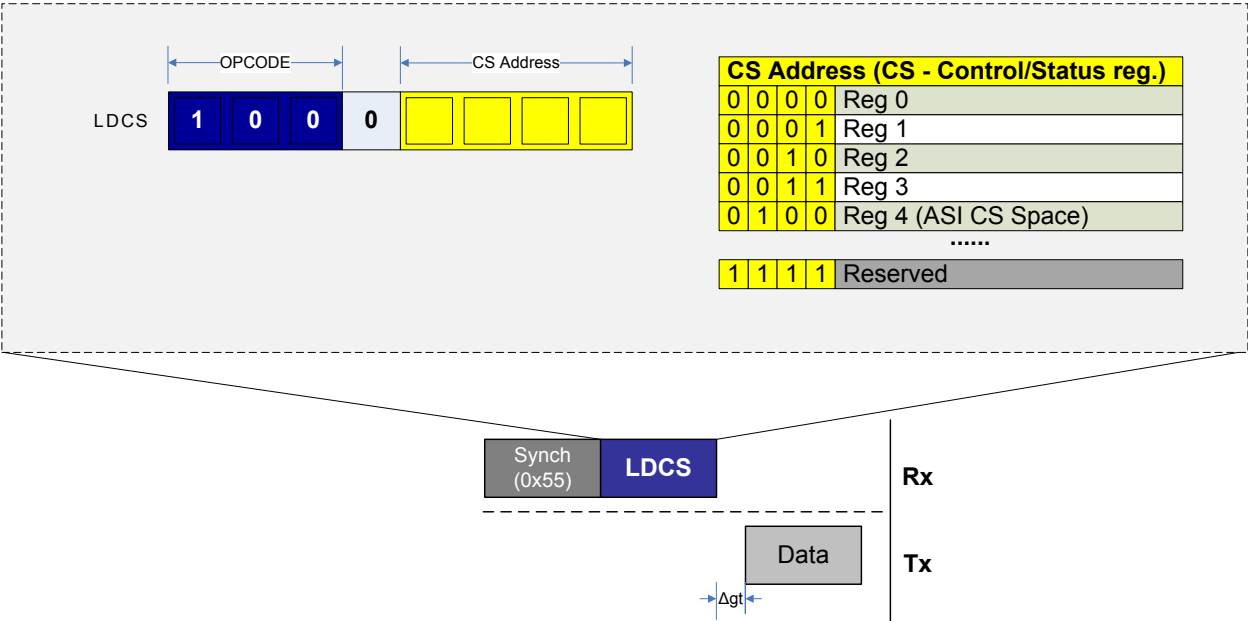 OPCODE
CS Address
LDCS 1 0 0 0
CS Address (CS - Control/Status reg.)
0 0 0 0 Reg 0
0 0 0 1 Reg 1
0 0 1 0 Reg 2
0 0 1 1 Reg 3
0 1 0 0 Reg 4 (ASI CS Space)
......
1 1 1 1 Reserved
Synch
(0x55)
LDCS
Rx
Data
Tx
Δgt